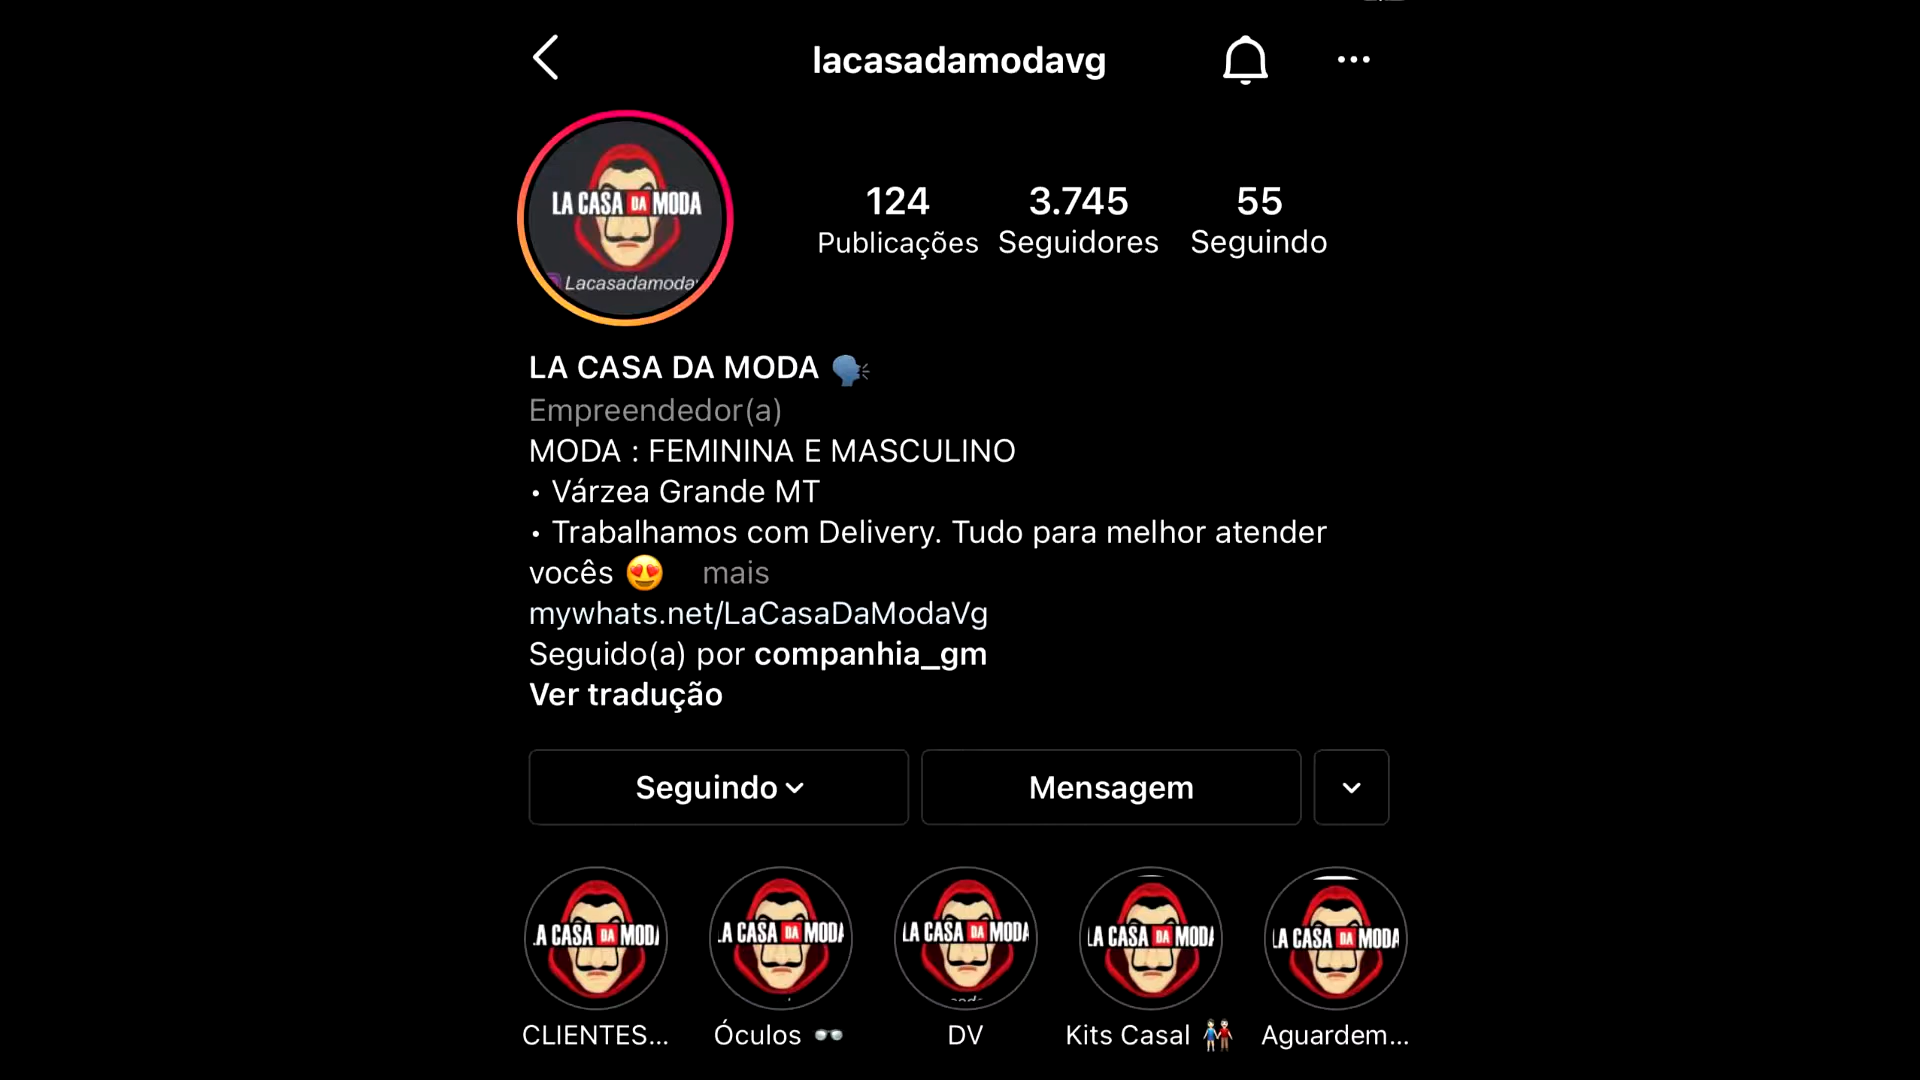 lacasadamodavg
LA CASA DA MODA
Lacasadamoda
124
3.745
55
Publicações
Seguidores
Seguindo
LA CASA DA MODA 🗣️
Empreendedor(a)
MODA : FEMININA E MASCULINO
• Várzea Grande MT
• Trabalhamos com Delivery. Tudo para melhor atender
vocês 😍 mais
mywhats.net/LaCasaDaModaVg
Seguido(a) por companhia_gm
Ver tradução
Seguindo
Mensagem
A CASA DA MODA
A CASA DA MODA
LA CASA DA MODA
LA CASA DA MODA
LA CASA DA MODA
CLIENTES...
Óculos 👓
DV
Kits Casal 👫
Aguardem...